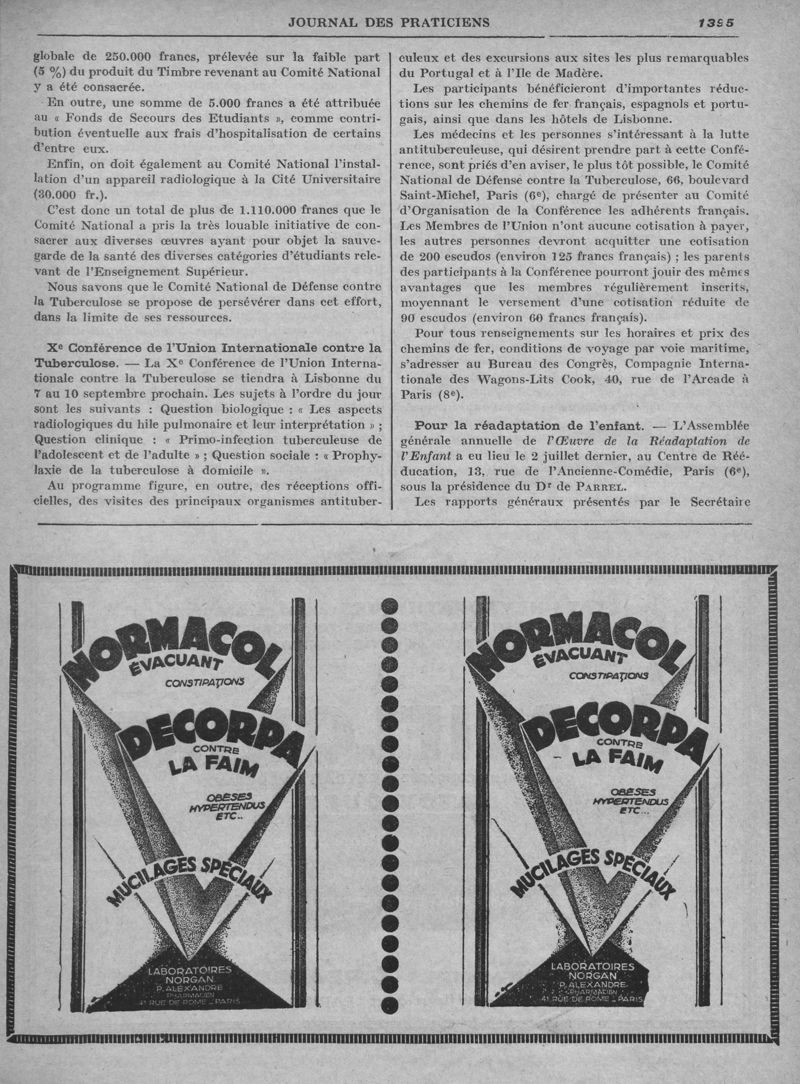 JOURNAL DES PRATICIENS
1395
globale de 250.000 francs, prélevée sur la faible part
(5 %) du produit du Timbre revenant au Comité National
y a été consacrée.
En outre, une somme de 5.000 francs a été attribuée
au « Fonds de Secours des Etudiants », comme contri-
bution éventuelle aux frais d'hospitalisation de certains
d'entre eux.
Enfin, on doit également au Comité National l'instal-
lation d'un appareil radiologique à la Cité Universitaire
(30.000 fr.).
C'est donc un total de plus de 1.110.000 francs que le
Comité National a pris la très louable initiative de con-
sacrer aux diverses œuvres ayant pour objet la sauve-
garde de la santé des diverses catégories d'étudiants rele-
vant de l'Enseignement Supérieur.
Nous savons que le Comité National de Défense contre
la Tuberculose se propose de persévérer dans cet effort,
dans la limite de ses ressources.
Xe Conférence de l'Union Internationale contre la
Tuberculose. — La Xe Conférence de l'Union Interna-
tionale contre la Tuberculose se tiendra à Lisbonne du
7 au 10 septembre prochain. Les sujets à l'ordre du jour
sont les suivants : Question biologique : « Les aspects
radiologiques du hile pulmonaire et leur interprétation » ;
Question clinique : « Primo-infection tuberculeuse de
l'adolescent et de l'adulte » ; Question sociale : « Prophy-
laxie de la tuberculose à domicile ».
Au programme figure, en outre, des réceptions offi-
cielles, des visites des principaux organismes antituber-
culeux et des excursions aux sites les plus remarquables
du Portugal et à l'Ile de Madère.
Les participants bénéficieront d'importantes réduc-
tions sur les chemins de fer français, espagnols et portu-
gais, ainsi que dans les hôtels de Lisbonne.
Les médecins et les personnes s'intéressant à la lutte
antituberculeuse, qui désirent prendre part à cette Confé-
rence, sont priés d'en aviser, le plus tôt possible, le Comité
National de Défense contre la Tuberculose, 66, boulevard
Saint-Michel, Paris (6e), chargé de présenter au Comité
d'Organisation de la Conférence les adhérents français.
Les Membres de l'Union n'ont aucune cotisation à payer,
les autres personnes devront acquitter une cotisation
de 200 escudos (environ 125 francs français) ; les parents
des participants à la Conférence pourront jouir des mêmes
avantages que les membres régulièrement inscrits,
moyennant le versement d'une cotisation réduite de
90 escudos (environ 60 francs français).
Pour tous renseignements sur les horaires et prix des
chemins de fer, conditions de voyage par voie maritime,
s'adresser au Bureau des Congrès, Compagnie Interna-
tionale des Wagons-Lits Cook, 40, rue de l'Arcade à
Paris (8e).
Pour la réadaptation de l'enfant. — L'Assemblée
générale annuelle de l'Œuvre de la Réadaptation de
l'Enfant a eu lieu le 2 juillet dernier, au Centre de Réé-
ducation, 13, rue de l'Ancienne-Comédie, Paris (6e),
sous la présidence du Dr de PARREL.
Les rapports généraux présentés par le Secrétaire
NORMACOL
ÉVACUANT
CONSTIPATIONS
DECORPA
CONTRE
LA FAIM
OBÈSES
HYPERTENDUS
ETC..
MUCILAGES SPÉCIAUX
LABORATOIRES
NORGAN
P. ALEXANDRE
PHARMACIEN
41 RUE DE ROME _ PARIS
NORMACOL
ÉVACUANT
CONSTIPATIONS
DECORPA
CONTRE
LA FAIM
OBÈSES
HYPERTENDUS
ETC...
MUCILAGES SPÉCIAUX
LABORATOIRES
NORGAN
P. ALEXANDRE
PHARMACIEN
41 RUE DE ROME _ PARIS